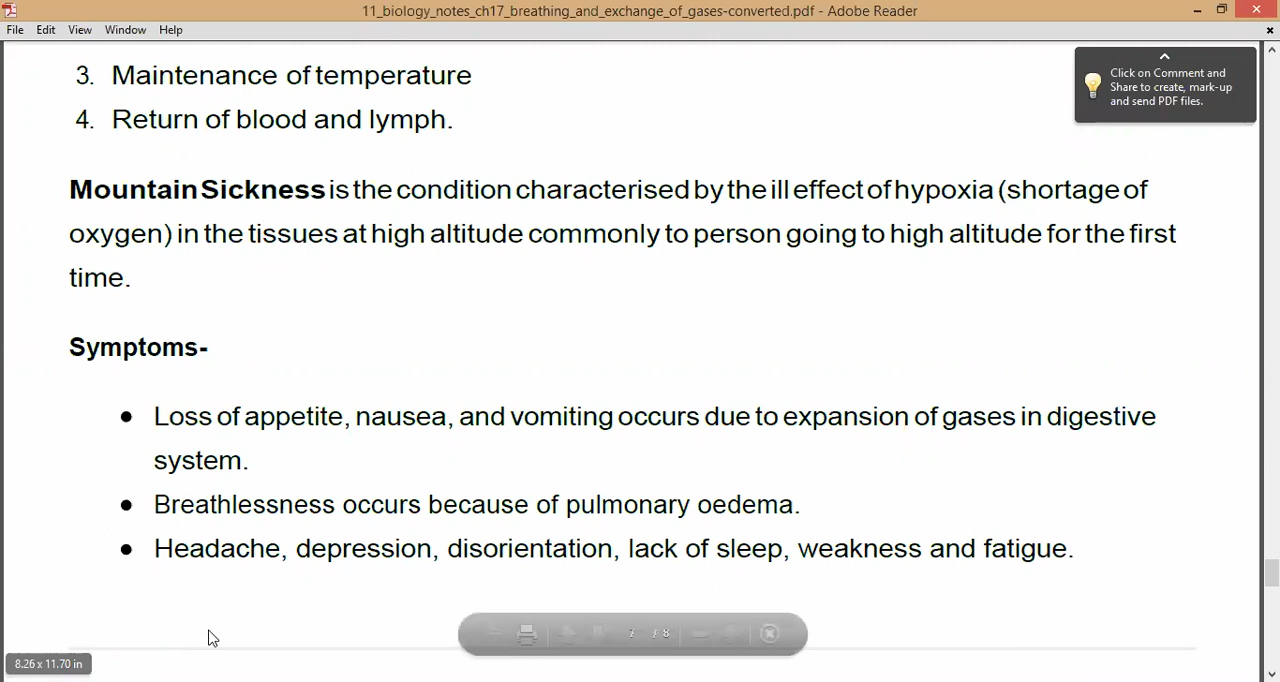 11_biology_notes_ch17_breathing_and_exchange_of_gases-converted.pdf - Adobe Reader
File Edit View Window Help
Click on Comment and
Share to create, mark-up
and send PDF files.
3. Maintenance of temperature
4. Return of blood and lymph.
Mountain Sickness is the condition characterised by the ill effect of hypoxia (shortage of
oxygen) in the tissues at high altitude commonly to person going to high altitude for the first
time.
Symptoms-
● Loss of appetite, nausea, and vomiting occurs due to expansion of gases in digestive
system.
● Breathlessness occurs because of pulmonary oedema.
● Headache, depression, disorientation, lack of sleep, weakness and fatigue.
7 / 8
8.26 x 11.70 in